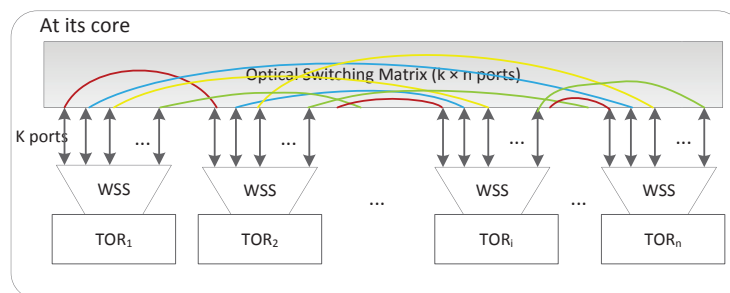 At its core
Optical Switching Matrix (k × n ports)
K ports
... ... ... ...
WSS WSS WSS WSS
... ...
TOR₁ TOR₂ TORᵢ TORₙ